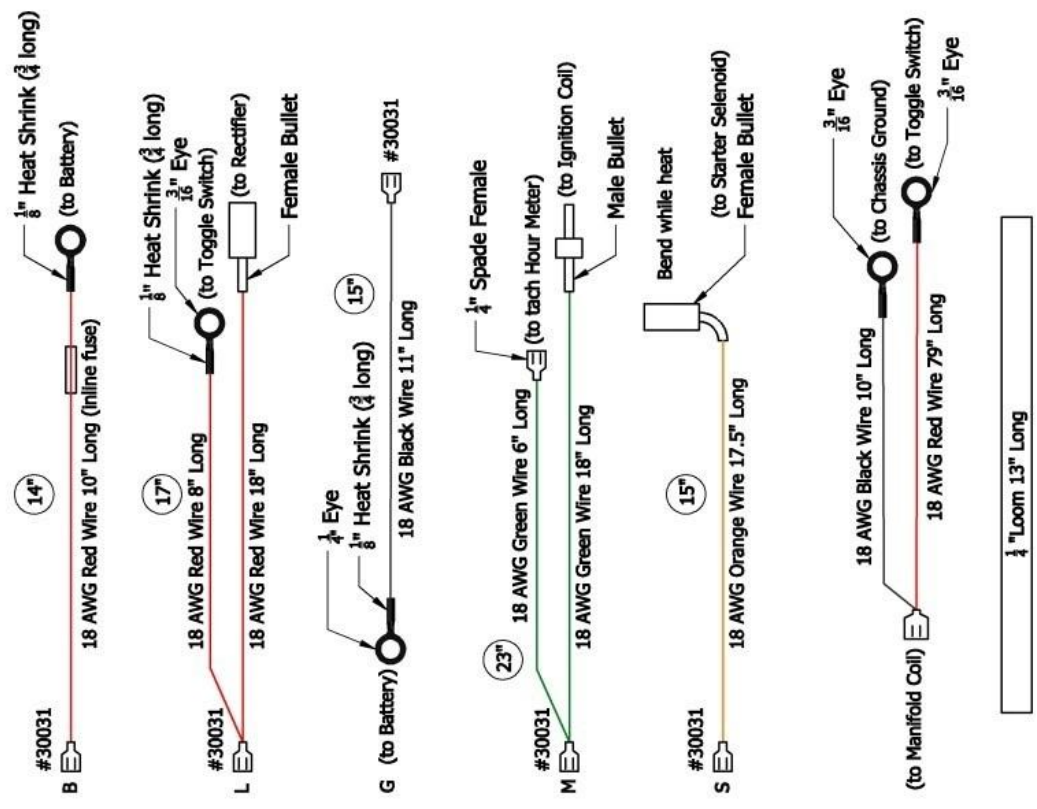 1/8" Heat Shrink (3/4 long)
(to Battery)
14"
18 AWG Red Wire 10" Long (Inline fuse)
#30031
B
1/8" Heat Shrink (3/4 long)
3/16" Eye
(to Toggle Switch)
17"
18 AWG Red Wire 8" Long
(to Rectifier)
18 AWG Red Wire 18" Long
Female Bullet
#30031
L
#30031
15"
1/4" Eye
1/8" Heat Shrink (3/4 long)
18 AWG Black Wire 11" Long
G (to Battery)
1/4" Spade Female
(to tach Hour Meter)
18 AWG Green Wire 6" Long
23"
(to Ignition Coil)
18 AWG Green Wire 18" Long
Male Bullet
#30031
M
Bend while heat
(to Starter Selenoid)
Female Bullet
15"
18 AWG Orange Wire 17.5" Long
#30031
S
3/16" Eye
(to Chassis Ground)
18 AWG Black Wire 10" Long
(to Toggle Switch)
3/16" Eye
18 AWG Red Wire 79" Long
(to Manifold Coil)
1/4 "Loom 13" Long